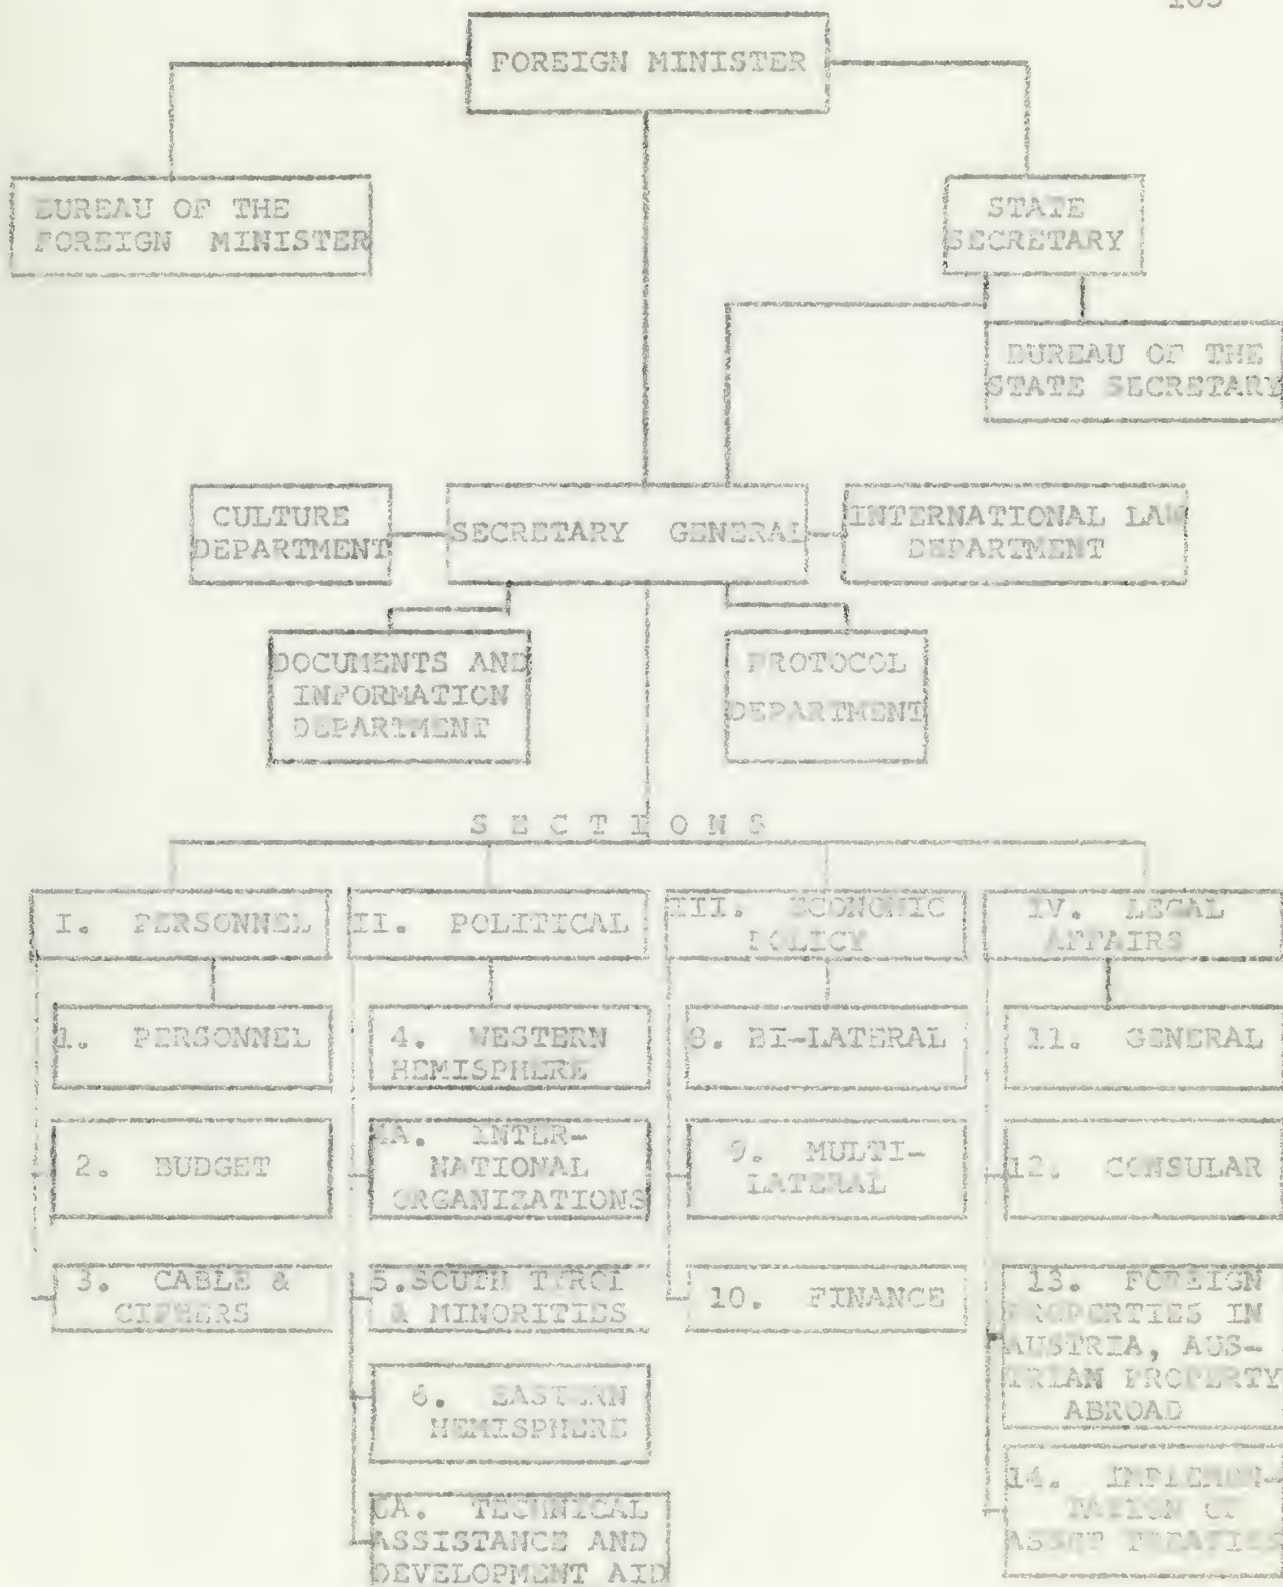 FOREIGN MINISTER
BUREAU OF THE
FOREIGN MINISTER
STATE
SECRETARY
BUREAU OF THE
STATE SECRETARY
CULTURE
DEPARTMENT
SECRETARY GENERAL
INTERNATIONAL LAW
DEPARTMENT
DOCUMENTS AND
INFORMATION
DEPARTMENT
PROTOCOL
DEPARTMENT
SECTIONS
I. PERSONNEL
1. PERSONNEL
2. BUDGET
3. CABLE &
CIPHERS
II. POLITICAL
4. WESTERN
HEMISPHERE
INTER-
NATIONAL
ORGANIZATIONS
5. SOUTH TYROL
& MINORITIES
6. EASTERN
HEMISPHERE
6A. TECHNICAL
ASSISTANCE AND
DEVELOPMENT AID
III. ECONOMIC
POLICY
8. BI-LATERAL
9. MULTI-
LATERAL
10. FINANCE
IV. LEGAL
AFFAIRS
11. GENERAL
12. CONSULAR
13. FOREIGN
PROPERTIES IN
AUSTRIA, AUS-
TRIAN PROPERTY
ABROAD
14. IMPLEMEN-
TATION OF
ASSET TREATIES